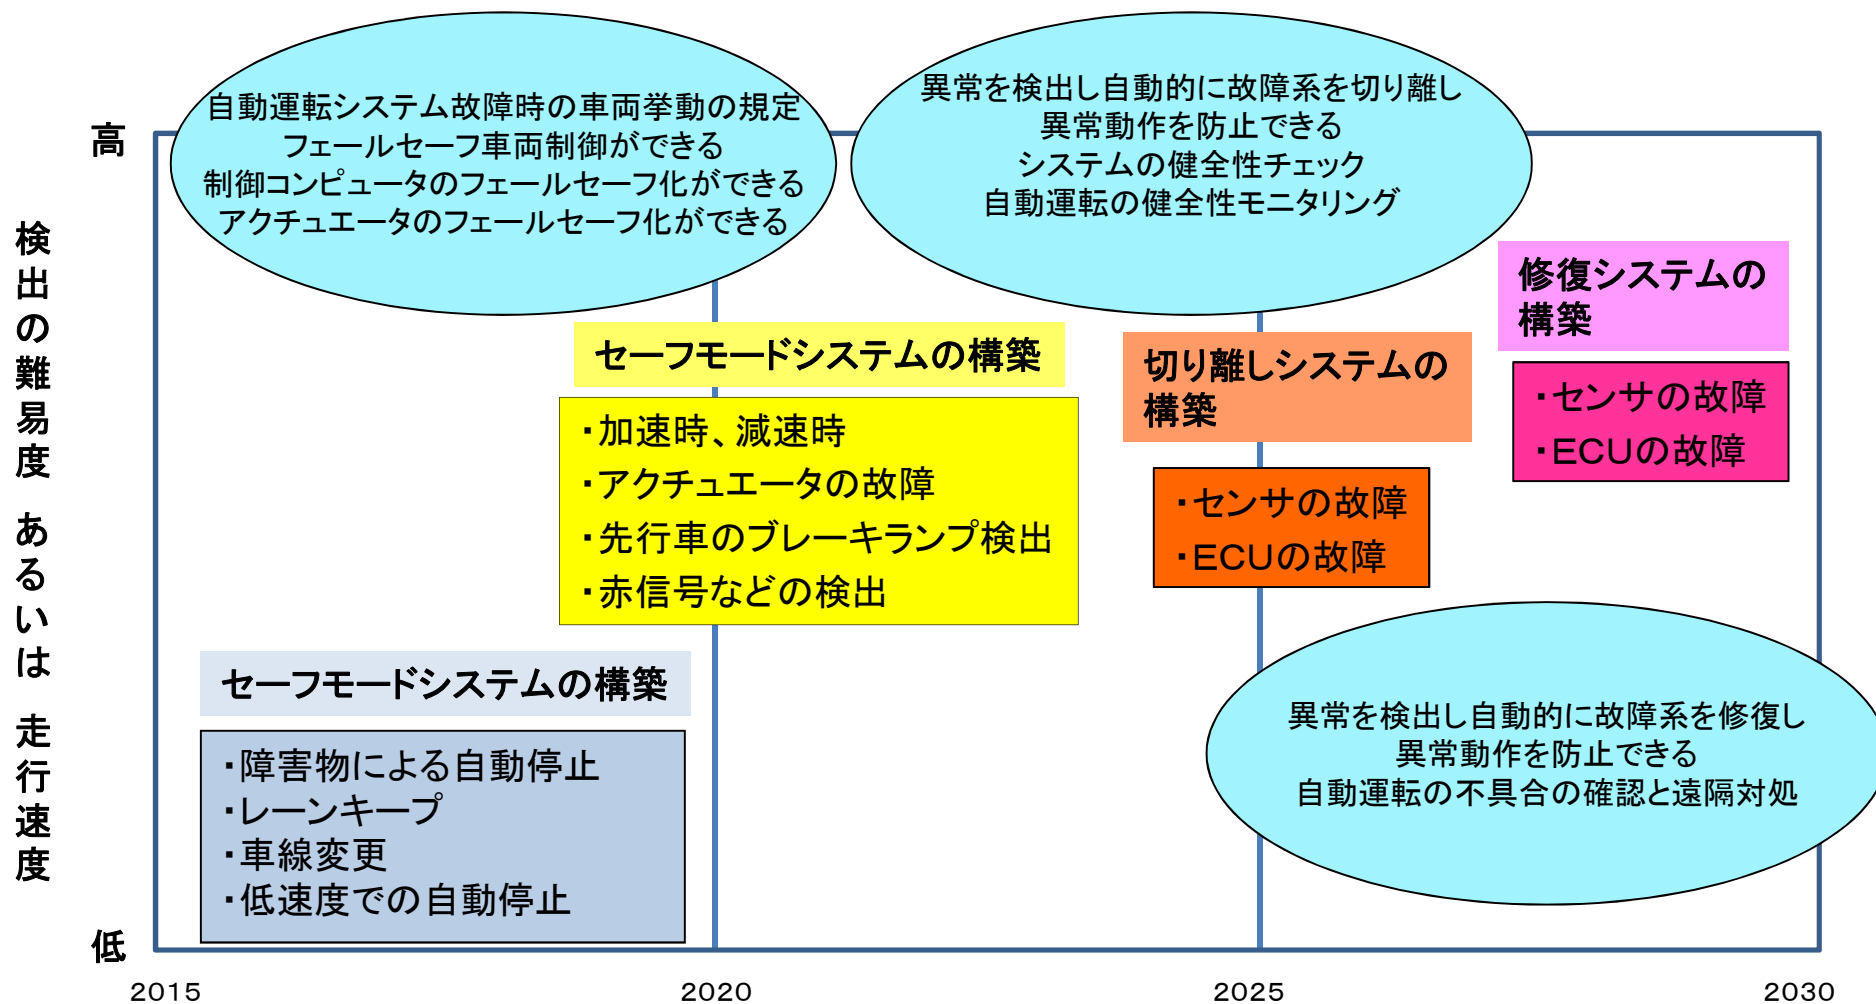 自動運転システム故障時の車両挙動の規定
フェールセーフ車両制御ができる
制御コンピュータのフェールセーフ化ができる
アクチュエータのフェールセーフ化ができる
異常を検出し自動的に故障系を切り離し
異常動作を防止できる
システムの健全性チェック
自動運転の健全性モニタリング
高
検出の難易度 あるいは 走行速度
修復システムの
構築
・センサの故障
・ECUの故障
セーフモードシステムの構築
・加速時、減速時
・アクチュエータの故障
・先行車のブレーキランプ検出
・赤信号などの検出
切り離しシステムの
構築
・センサの故障
・ECUの故障
セーフモードシステムの構築
・障害物による自動停止
・レーンキープ
・車線変更
・低速度での自動停止
異常を検出し自動的に故障系を修復し
異常動作を防止できる
自動運転の不具合の確認と遠隔対処
低
2015
2020
2025
2030